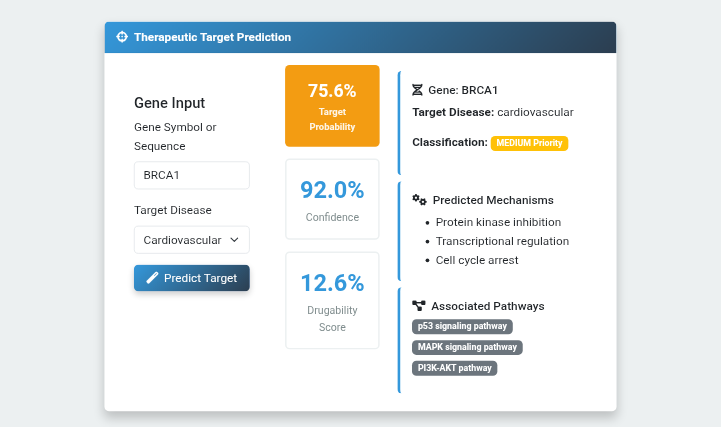 Therapeutic Target Prediction
Gene Input
Gene Symbol or
Sequence
BRCA1
Target Disease
Cardiovascular
Predict Target
75.6%
Target
Probability
92.0%
Confidence
12.6%
Drugability
Score
Gene: BRCA1
Target Disease: cardiovascular
Classification: MEDIUM Priority
Predicted Mechanisms
• Protein kinase inhibition
• Transcriptional regulation
• Cell cycle arrest
Associated Pathways
p53 signaling pathway
MAPK signaling pathway
PI3K-AKT pathway